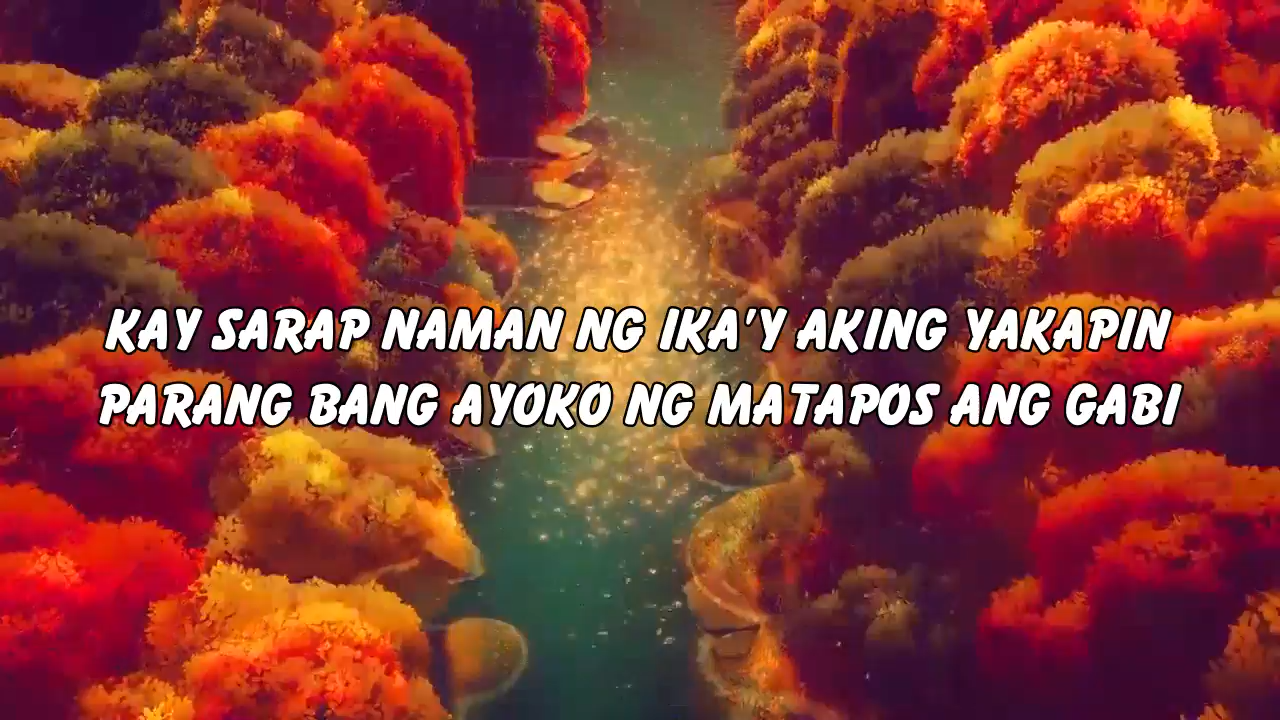 KAY SARAP NAMAN NG IKA'Y AKING YAKAPIN
PARANG BANG AYOKO NG MATAPOS ANG GABI